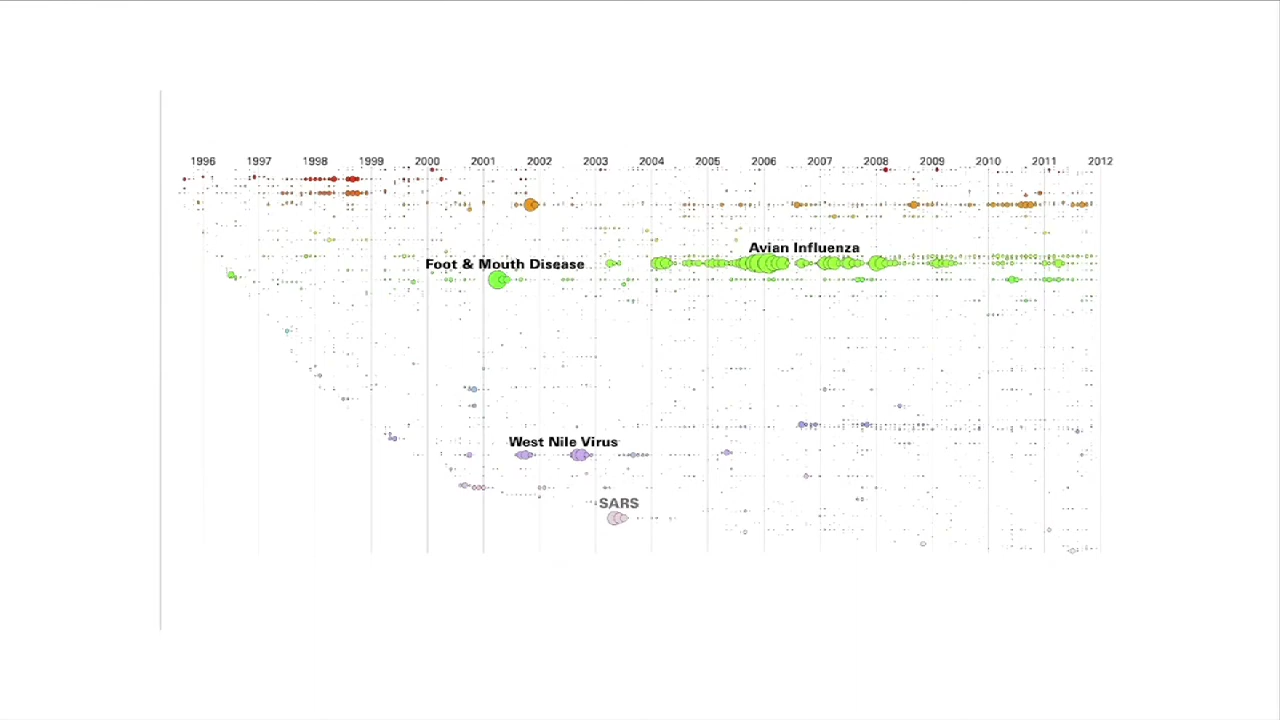 1996 1997 1998 1999 2000 2001 2002 2003 2004 2005 2006 2007 2008 2009 2010 2011 2012
Avian Influenza
Foot & Mouth Disease
West Nile Virus
SARS